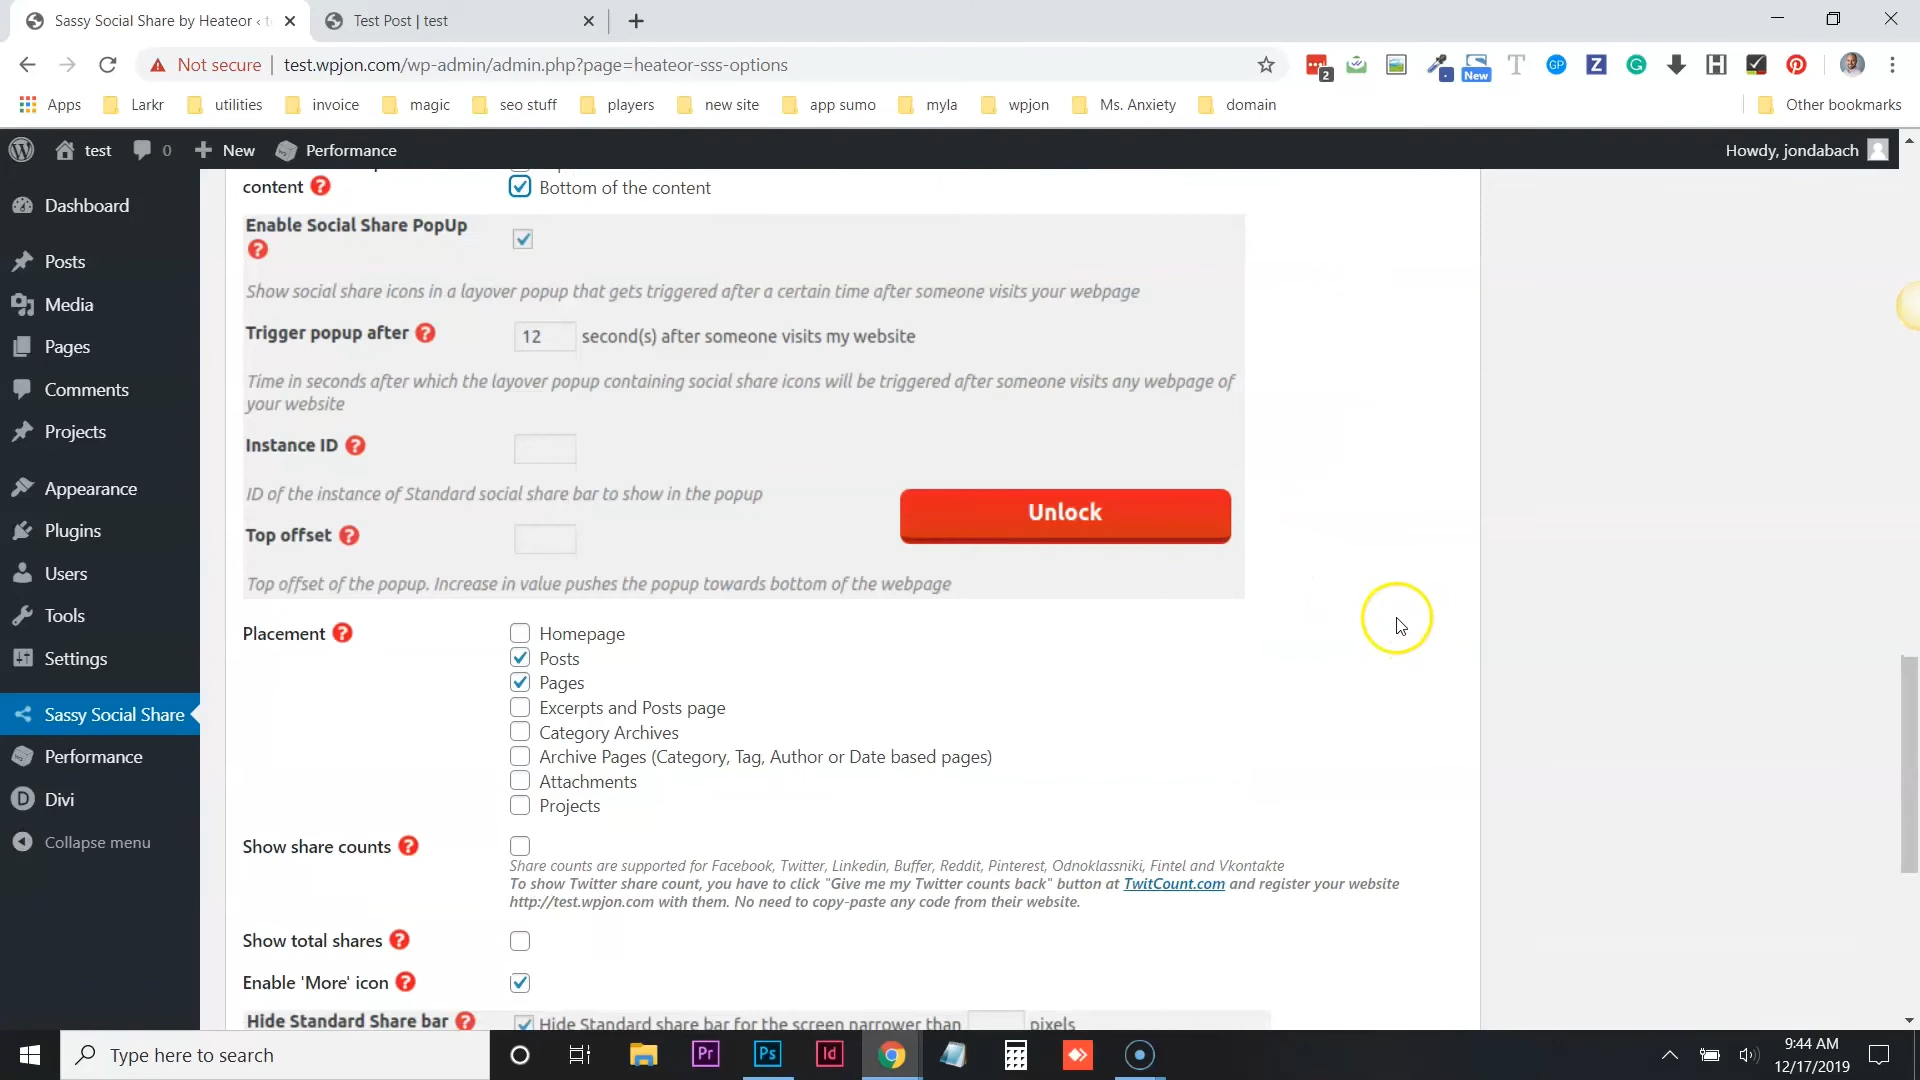 Sassy Social Share by Heateor ‹ t
Test Post | test
Not secure
test.wpjon.com/wp-admin/admin.php?page=heateor-sss-options
2
New
T
GP
Z
G
H
Apps
Larkr
utilities
invoice
magic
seo stuff
players
new site
app sumo
myla
wpjon
Ms. Anxiety
domain
Other bookmarks
test
0
New
Performance
Howdy, jondabach
Dashboard
Posts
Media
Pages
Comments
Projects
Appearance
Plugins
Users
Tools
Settings
Sassy Social Share
Performance
D Divi
Collapse menu
content ?
Bottom of the content
Enable Social Share PopUp
?
Show social share icons in a layover popup that gets triggered after a certain time after someone visits your webpage
Trigger popup after ?
12 second(s) after someone visits my website
Time in seconds after which the layover popup containing social share icons will be triggered after someone visits any webpage of
your website
Instance ID ?
ID of the instance of Standard social share bar to show in the popup
Unlock
Top offset ?
Top offset of the popup. Increase in value pushes the popup towards bottom of the webpage
Placement ?
Homepage
Posts
Pages
Excerpts and Posts page
Category Archives
Archive Pages (Category, Tag, Author or Date based pages)
Attachments
Projects
Show share counts ?
Share counts are supported for Facebook, Twitter, Linkedin, Buffer, Reddit, Pinterest, Odnoklassniki, Fintel and Vkontakte
To show Twitter share count, you have to click "Give me my Twitter counts back" button at TwitCount.com and register your website
http://test.wpjon.com with them. No need to copy-paste any code from their website.
Show total shares ?
Enable 'More' icon ?
Hide Standard Share bar ?
Hide Standard share bar for the screen narrower than pixels
Type here to search
Pr
Ps
Id
9:44 AM
12/17/2019